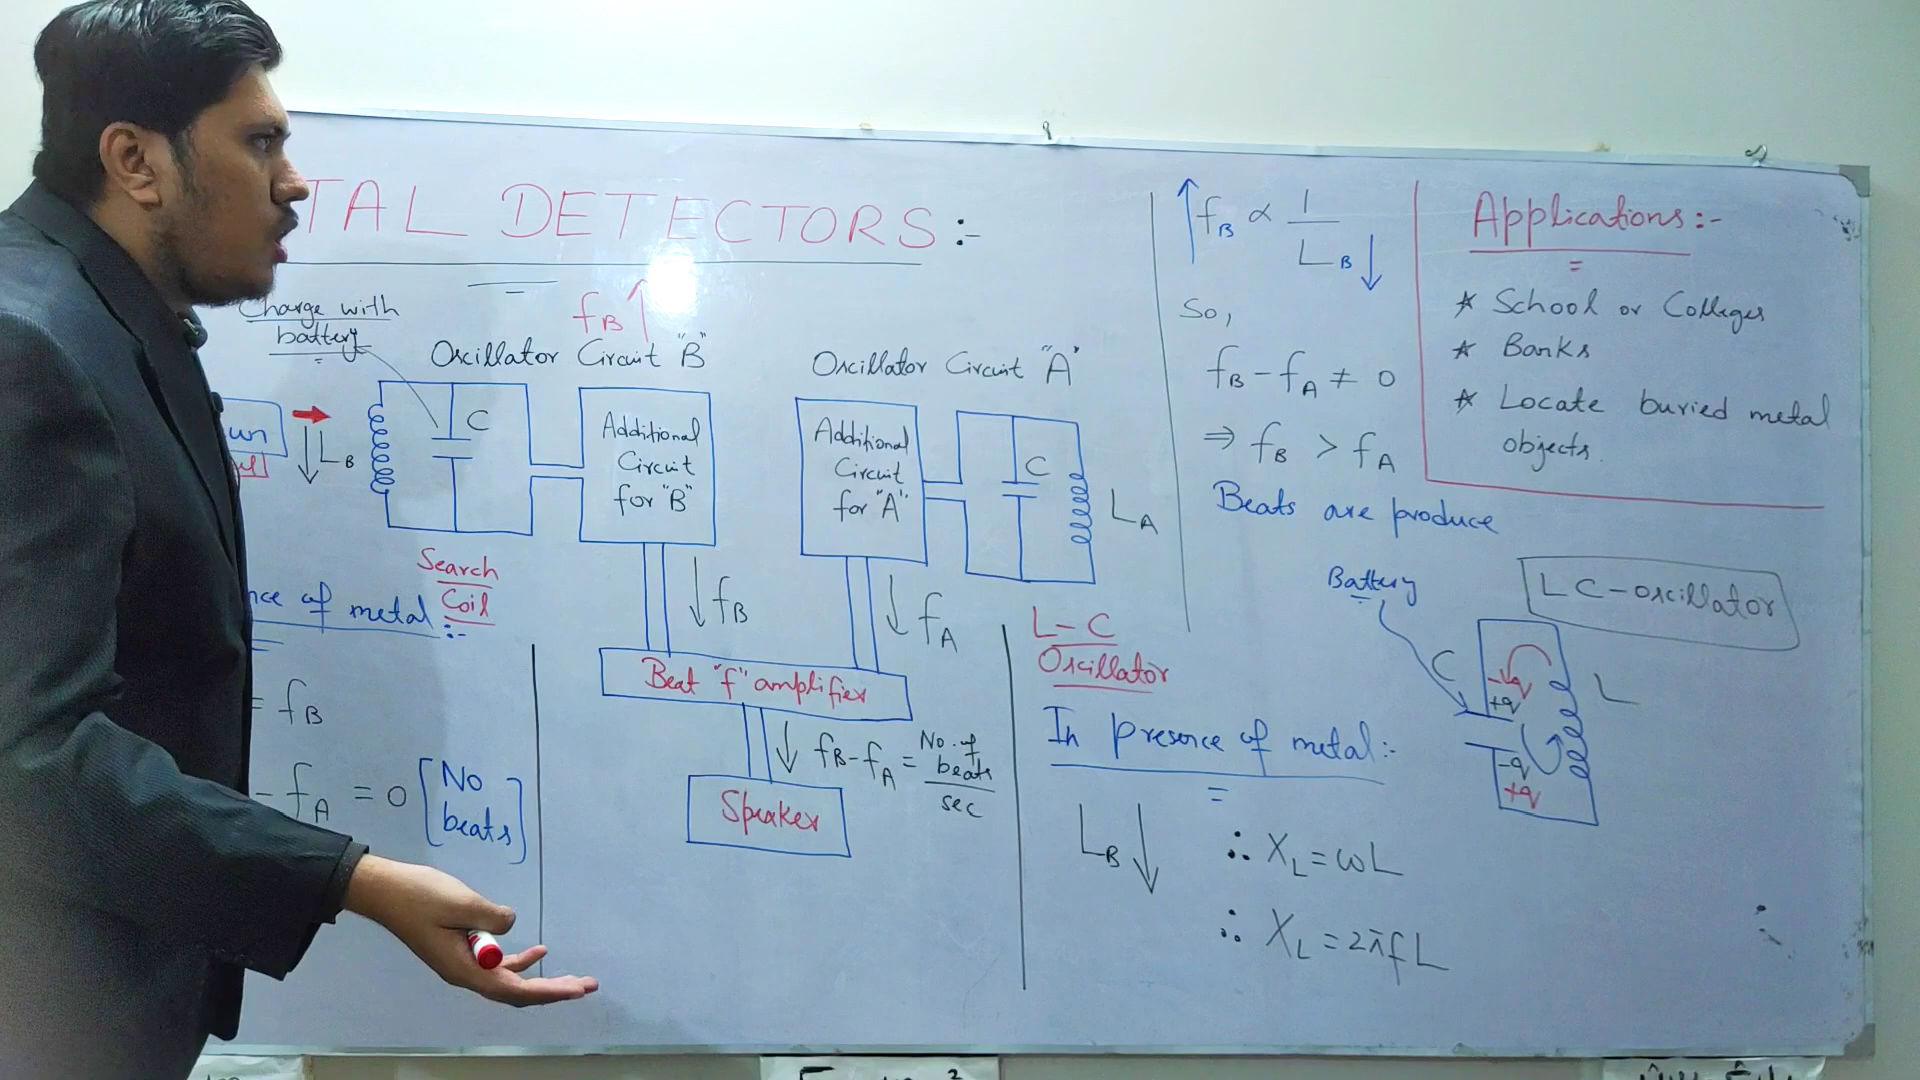 TAL DETECTORS:-
Charge with
battery
fB ↑
Oscillator Circuit "B"
C
LB
un
Additional
Circuit
for "B"
Search
Coil
Oscillator Circuit "A"
Additional
Circuit
for "A"
C
LA
L-C
Oscillator
↓ fB
↓ fA
Beat "f" amplifier
↓ fB-fA = No. of beats
sec
Speaker
nce of metal:-
= fB
- fA = 0 [No
beats]
In presence of metal:-
LB ↓
∴ XL = ωL
∴ XL = 2πfL
↑ fB ∝ 1
LB ↓
So,
fB - fA ≠ 0
⇒ fB > fA
Beats are produce
Applications:-
* School or Colleges
* Banks
* Locate buried metal
objects.
LC-oscillator
Battery
C
-q
+q
-q
+q
L